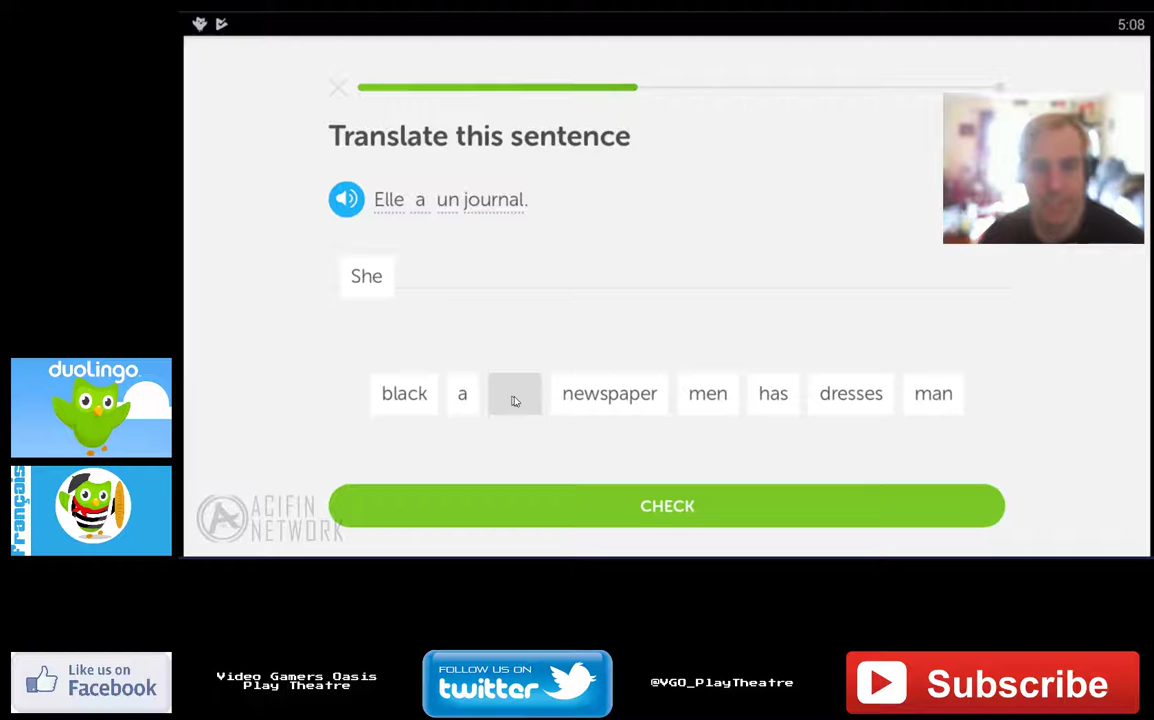 5:08
Translate this sentence
Elle a un journal.
She
black a newspaper men has dresses man
CHECK
ACIFIN
NETWORK
duolingo
Français
Like us on
Facebook
Video Gamers Oasis
Play Theatre
FOLLOW US ON
twitter
@VGO_PlayTheatre
Subscribe